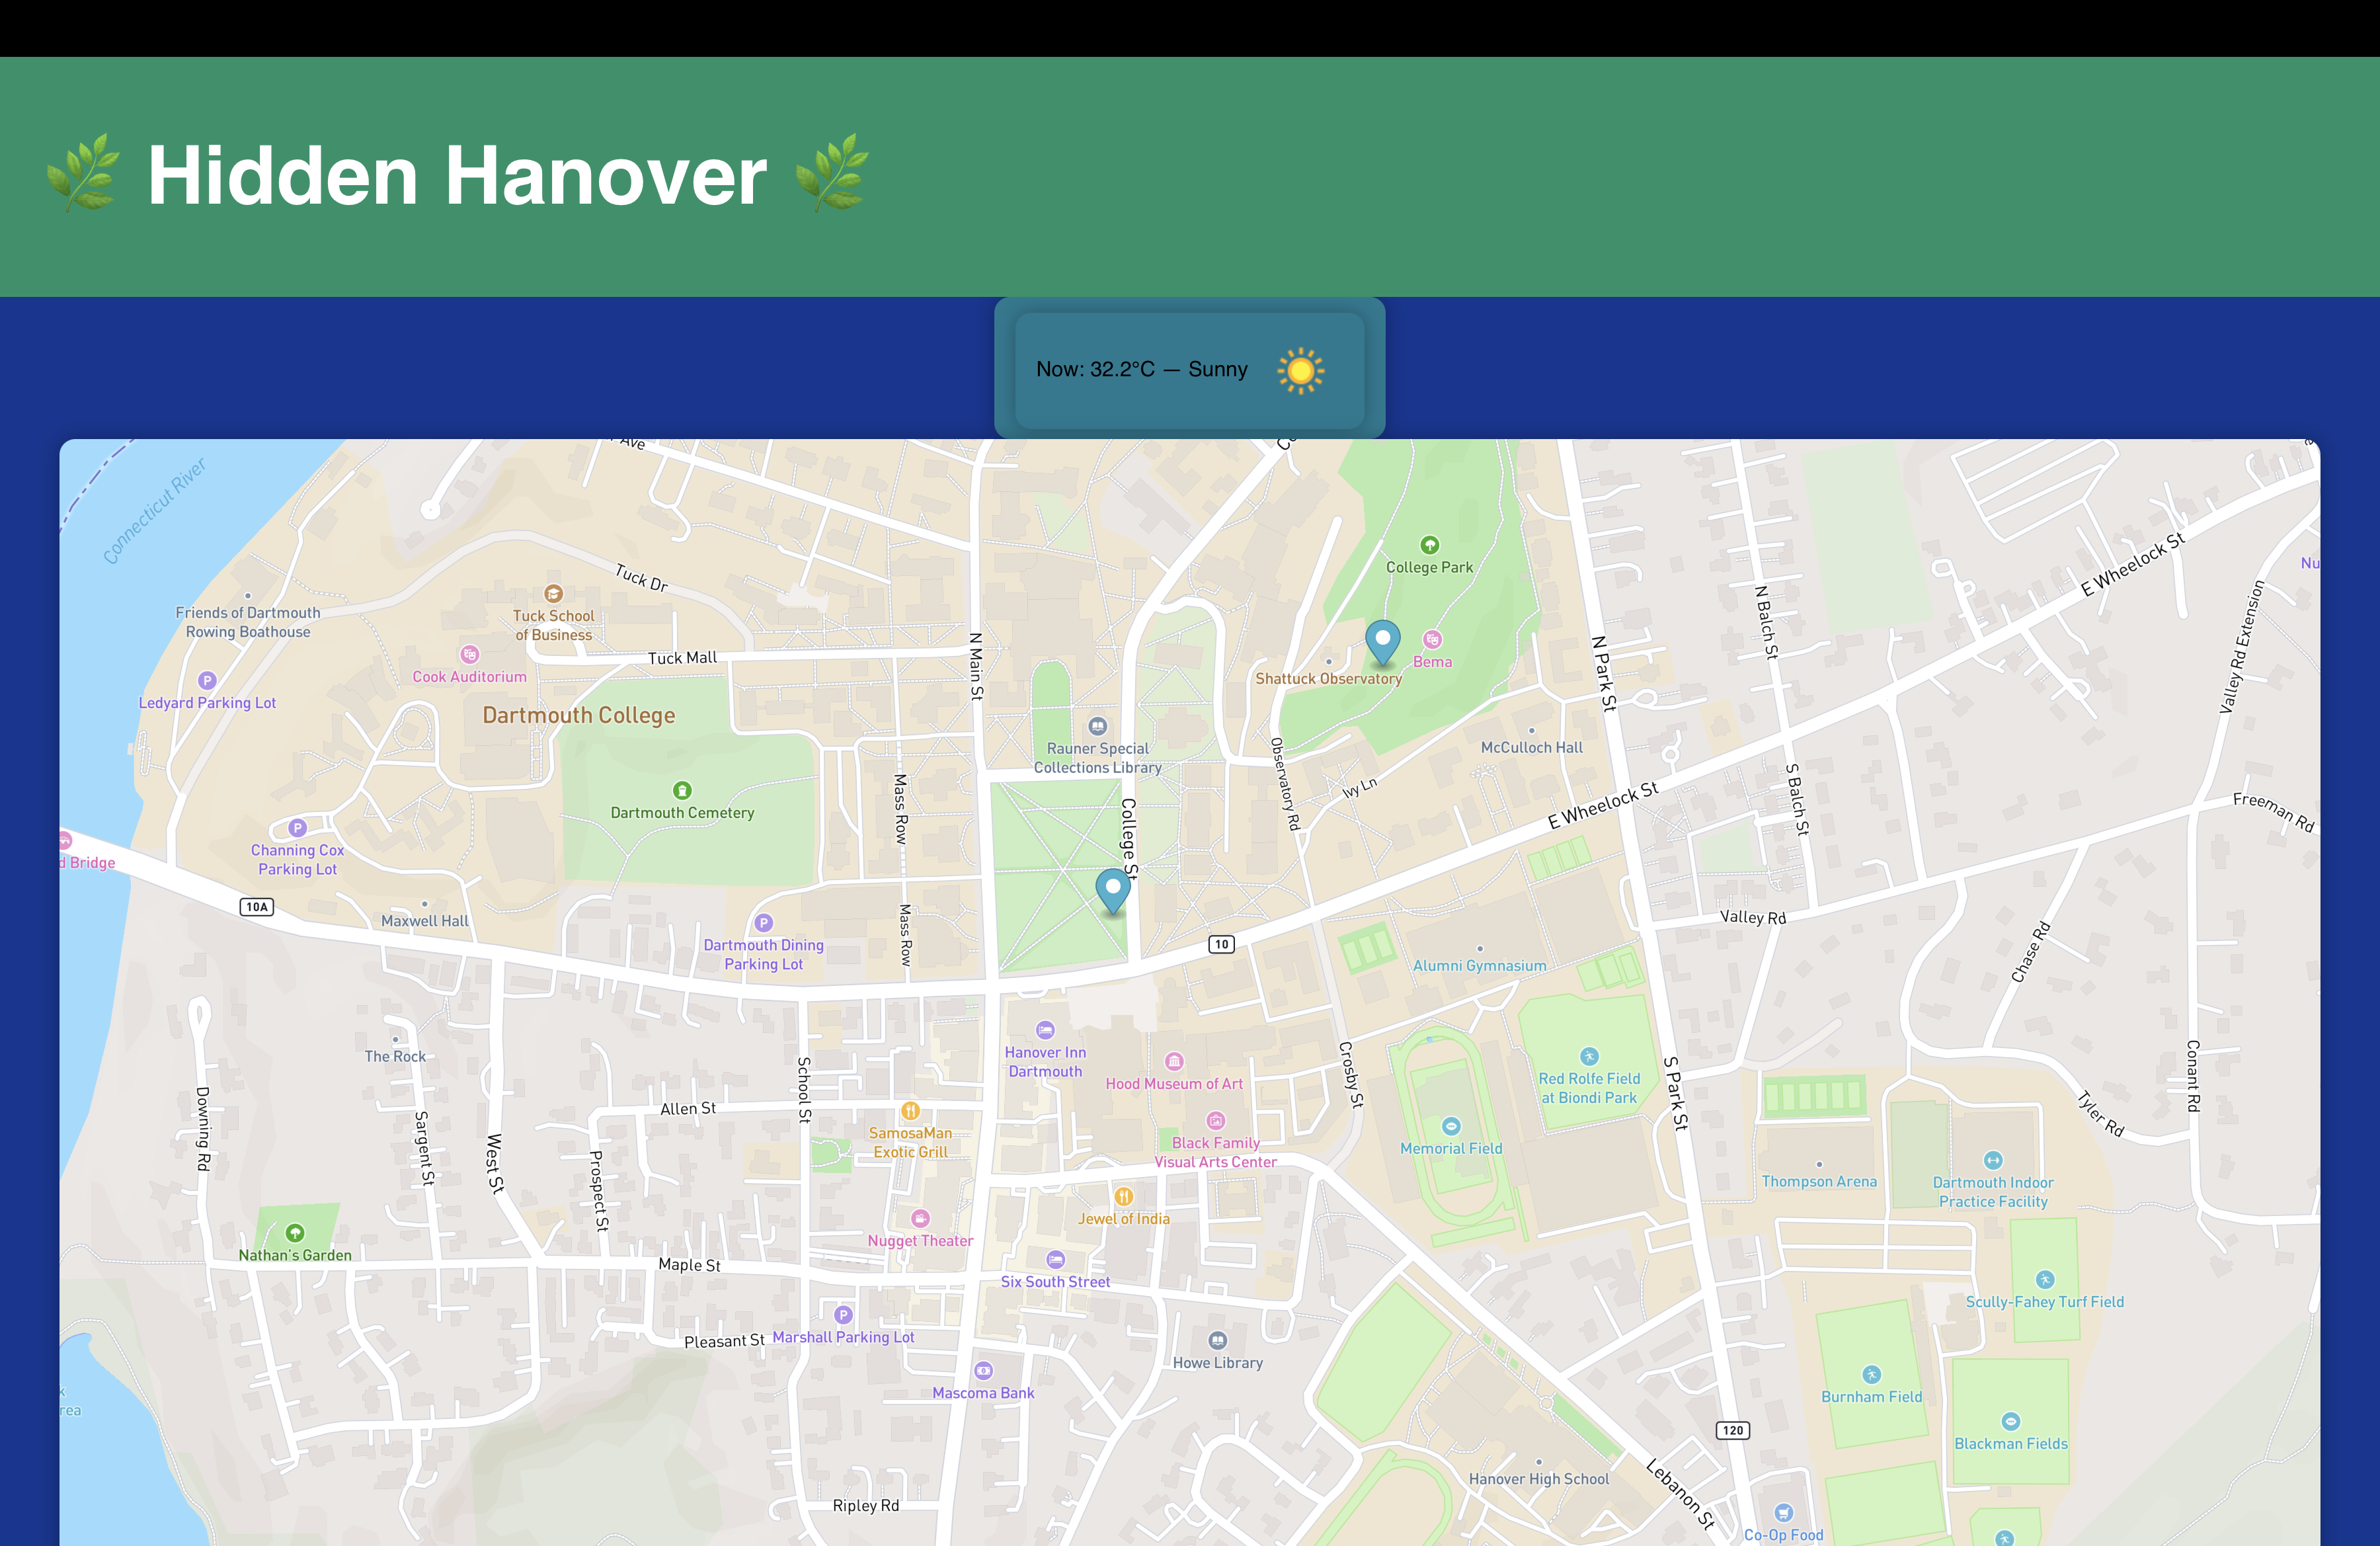 🌿 Hidden Hanover 🌿
Now: 32.2°C — Sunny
Connecticut River
Ave
Tuck Dr
College Park
E Wheelock St
Friends of Dartmouth
Rowing Boathouse
Tuck School
of Business
N Balch St
Valley Rd Extension
Cook Auditorium
Tuck Mall
N Main St
Shattuck Observatory
Bema
N Park St
Ledyard Parking Lot
Dartmouth College
Rauner Special
Collections Library
McCulloch Hall
Observatory Rd
Ivy Ln
E Wheelock St
S Balch St
Freeman Rd
Dartmouth Cemetery
Mass Row
College St
Channing Cox
Parking Lot
d Bridge
10A
Maxwell Hall
Dartmouth Dining
Parking Lot
Mass Row
10
Valley Rd
Chase Rd
Alumni Gymnasium
The Rock
Hanover Inn
Dartmouth
Hood Museum of Art
Crosby St
Red Rolfe Field
at Biondi Park
S Park St
Conant Rd
Tyler Rd
School St
Downing Rd
Sargent St
West St
Allen St
SamosaMan
Exotic Grill
Black Family
Visual Arts Center
Memorial Field
Thompson Arena
Dartmouth Indoor
Practice Facility
Prospect St
Jewel of India
Nugget Theater
Nathan's Garden
Maple St
Six South Street
Scully-Fahey Turf Field
Pleasant St
Marshall Parking Lot
Howe Library
Mascoma Bank
Burnham Field
rea
120
Blackman Fields
Hanover High School
Lebanon St
Ripley Rd
Co-Op Food
Nu